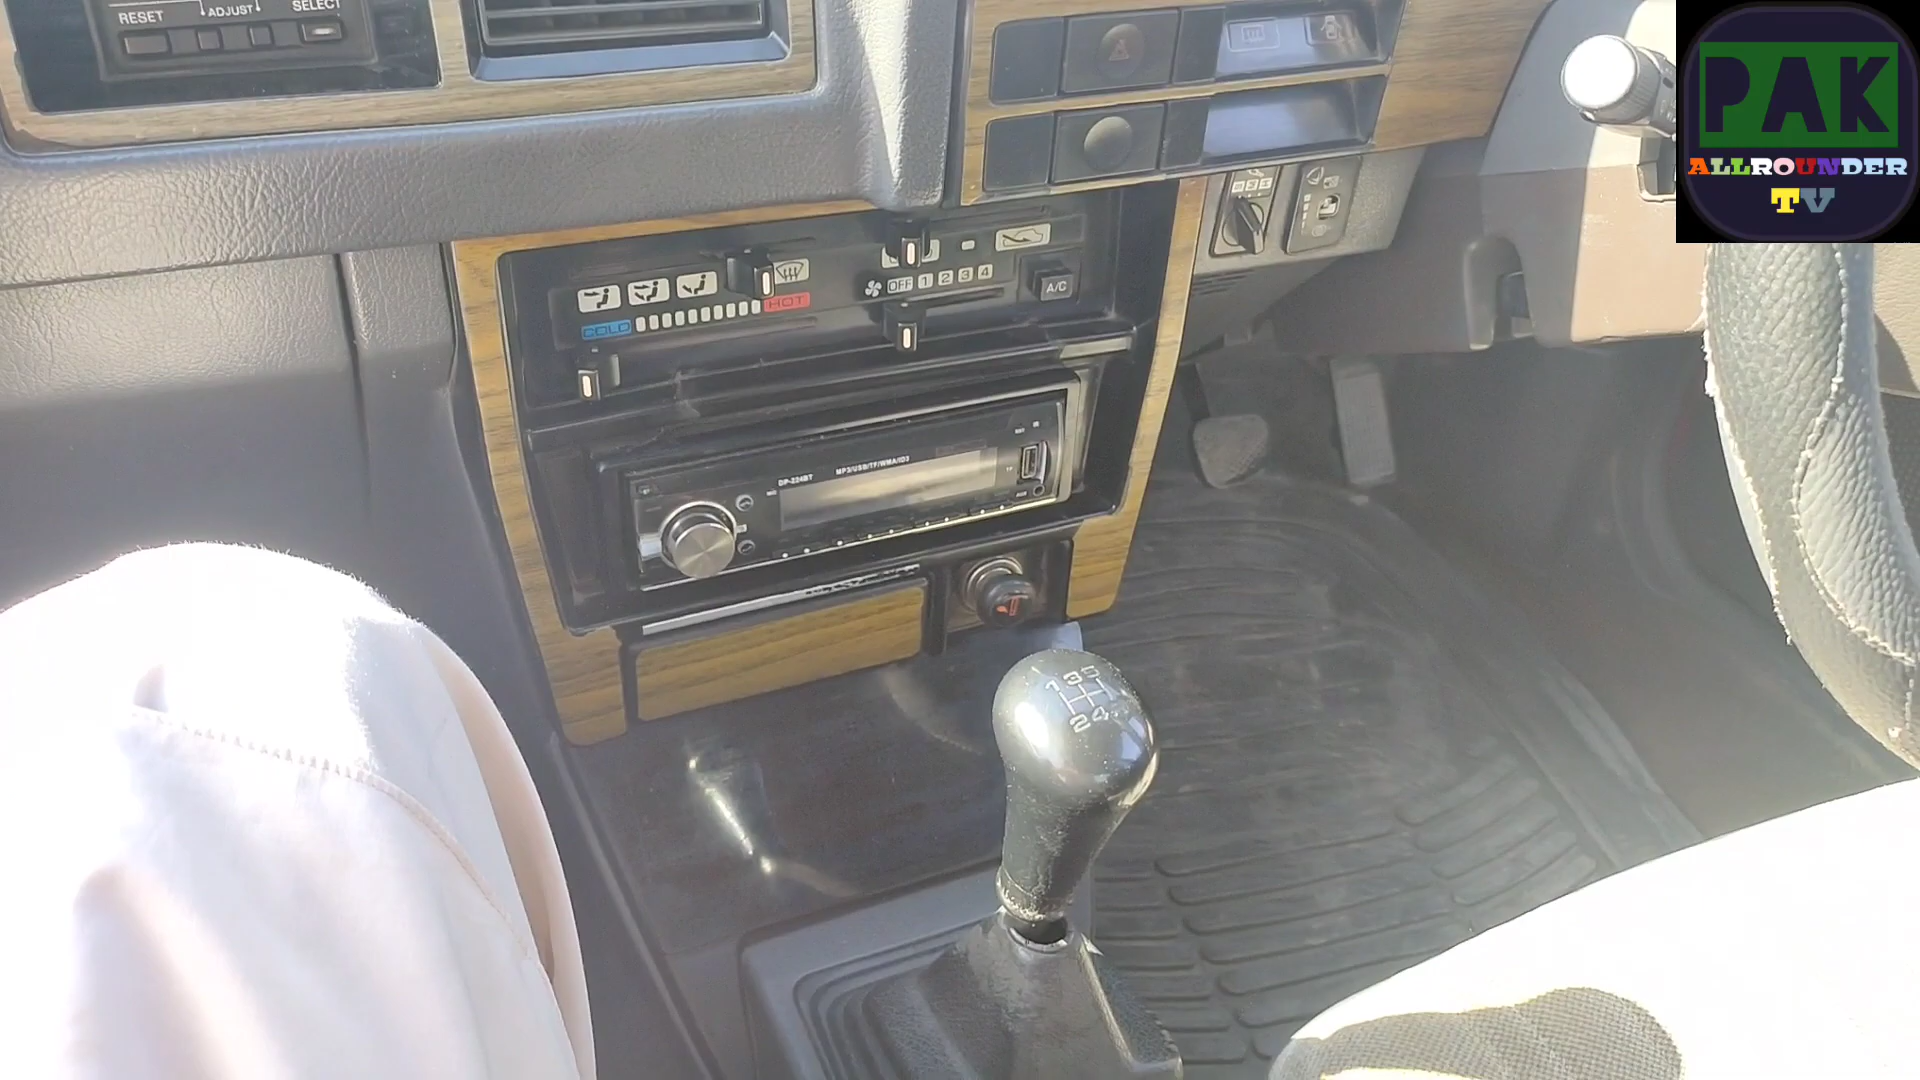 RESET
ADJUST
SELECT
PAK
ALLROUNDER
TV
OFF 1 2 3 4
A/C
COLD
HOT
MP3/USB/TF/WMA/ID3
DP-224BT
AUX
1 3 5
2 4